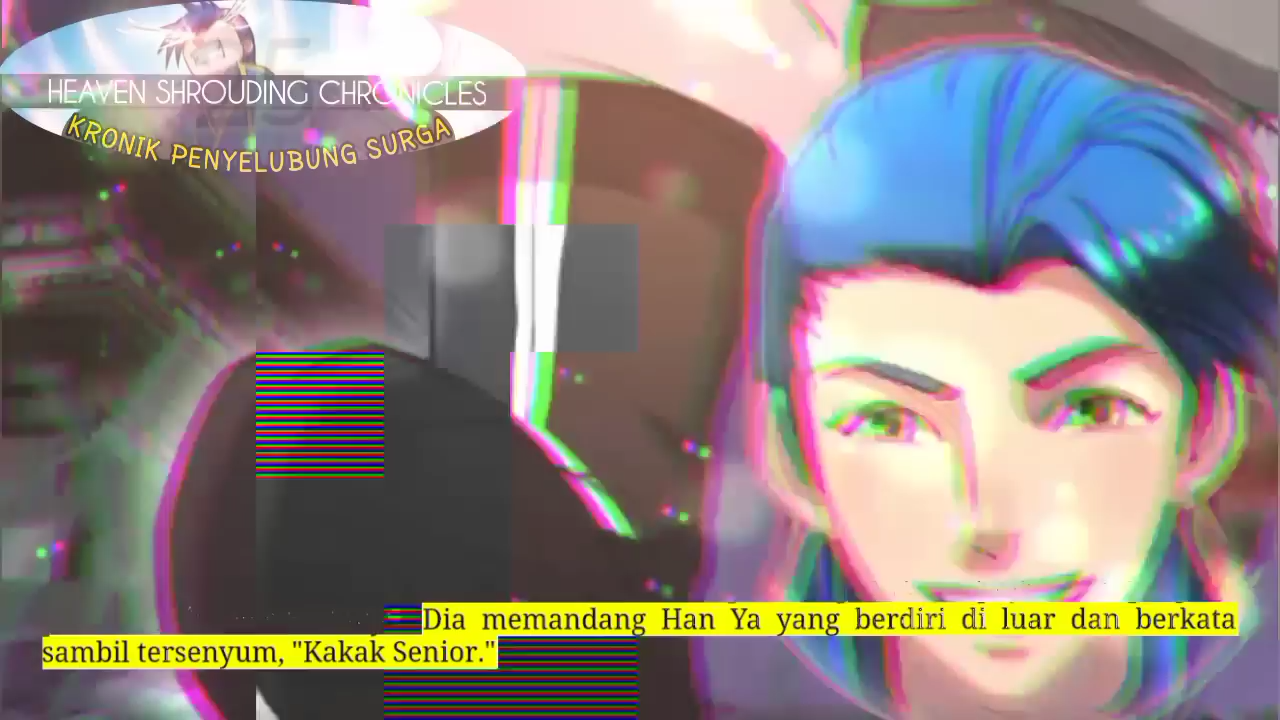 HEAVEN SHROUDING CHRONICLES
KRONIK PENYELUBUNG SURGA
Dia memandang Han Ya yang berdiri di luar dan berkata
sambil tersenyum, "Kakak Senior."